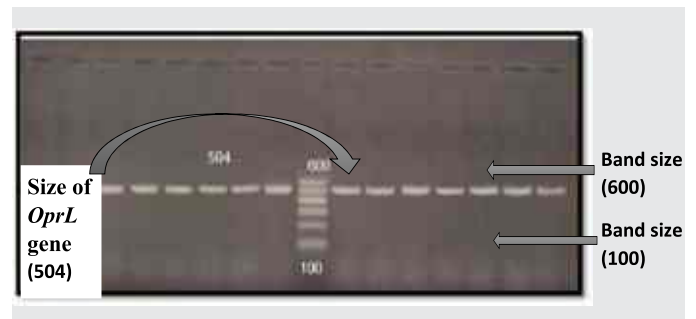 504
600
Size of
OprL
gene
(504)
100
Band size
(600)
Band size
(100)